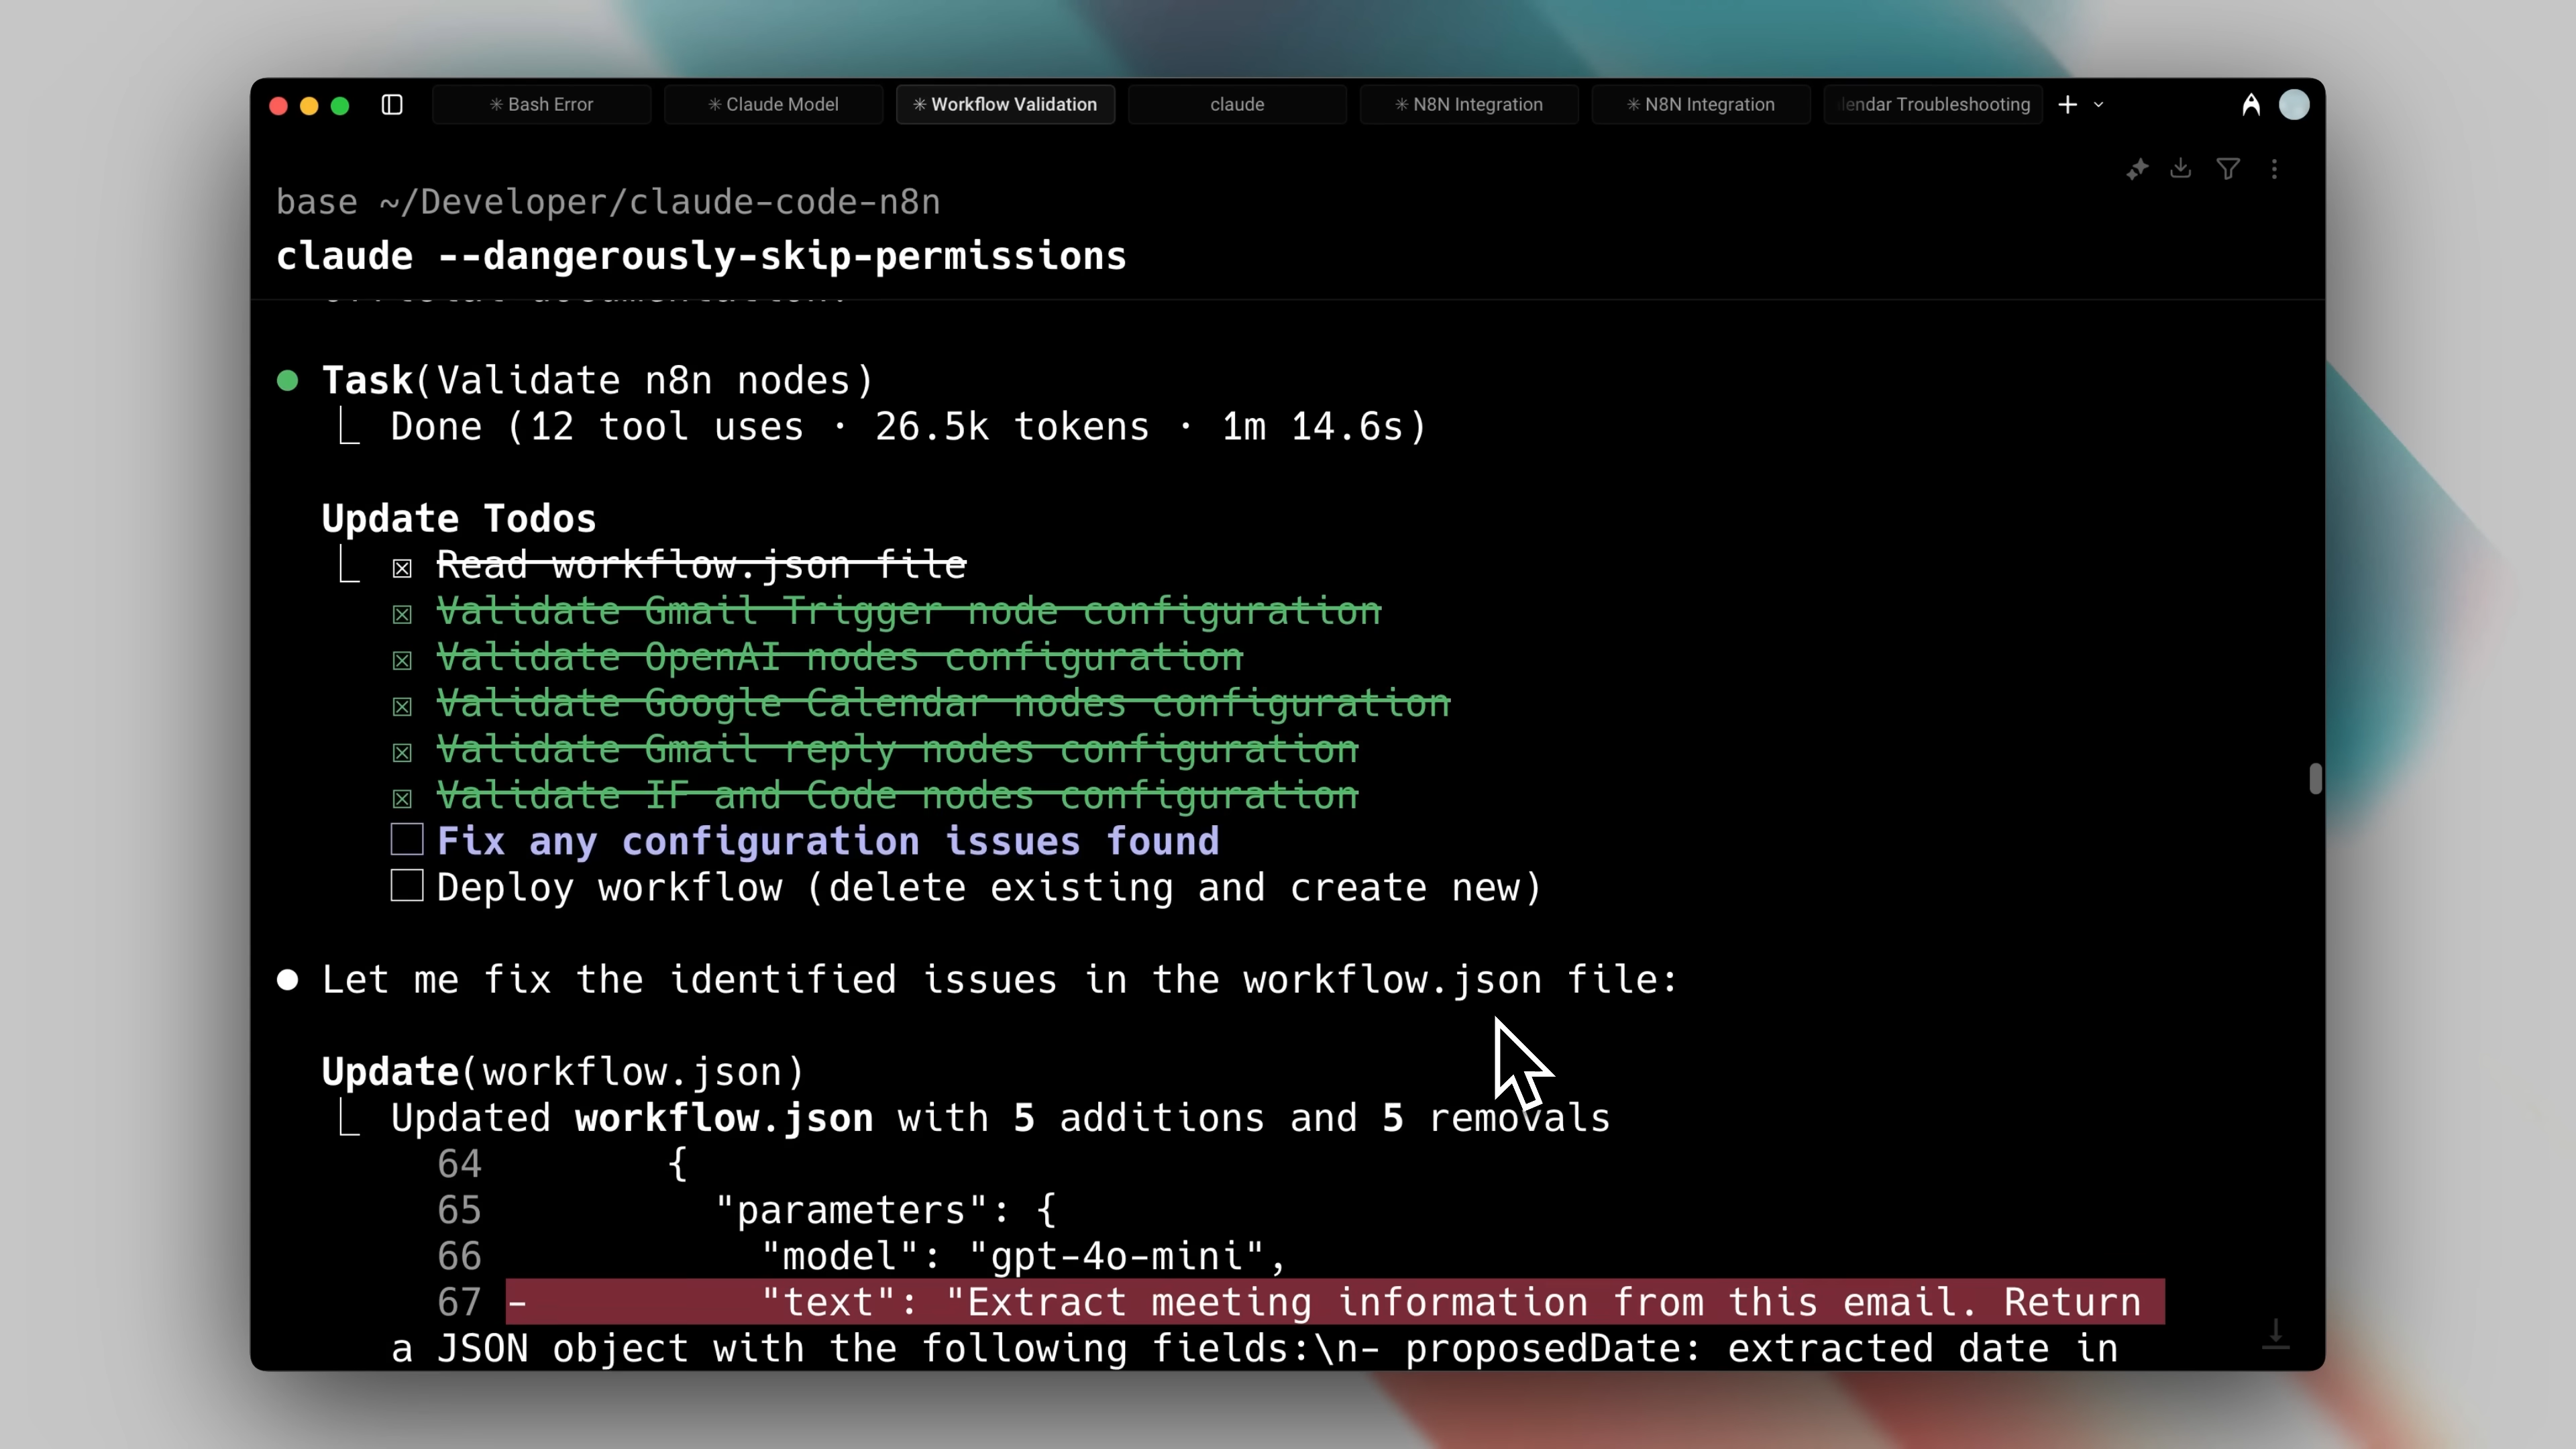 Bash Error
Claude Model
Workflow Validation
claude
N8N Integration
N8N Integration
endar Troubleshooting
base ~/Developer/claude-code-n8n
claude --dangerously-skip-permissions
Task(Validate n8n nodes)
Done (12 tool uses · 26.5k tokens · 1m 14.6s)
Update Todos
☒ Read workflow.json file
☒ Validate Gmail Trigger node configuration
☒ Validate OpenAI nodes configuration
☒ Validate Google Calendar nodes configuration
☒ Validate Gmail reply nodes configuration
☒ Validate IF and Code nodes configuration
☐ Fix any configuration issues found
☐ Deploy workflow (delete existing and create new)
Let me fix the identified issues in the workflow.json file:
Update(workflow.json)
Updated workflow.json with 5 additions and 5 removals
64 {
65 "parameters": {
66 "model": "gpt-4o-mini",
67 - "text": "Extract meeting information from this email. Return
a JSON object with the following fields:\n- proposedDate: extracted date in